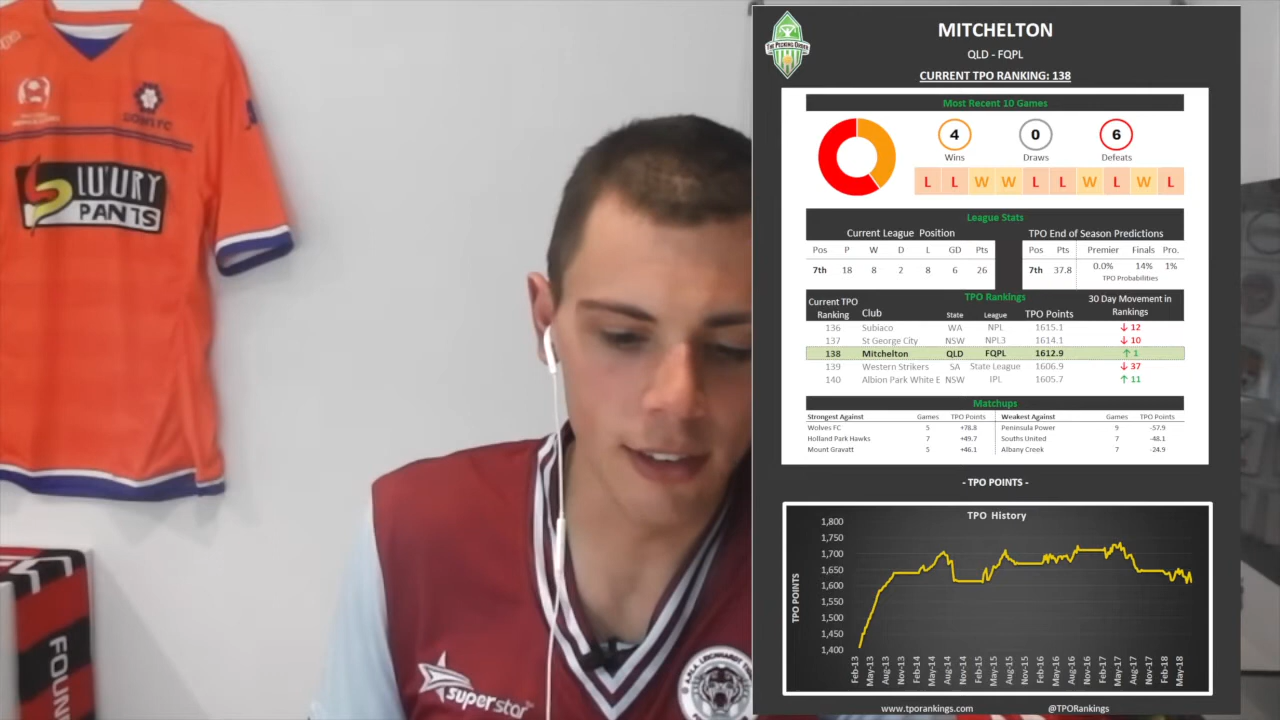 LU'URY
PANTS
FOUN
superstar
THE PECKING ORDER
MITCHELTON
QLD - FQPL
CURRENT TPO RANKING: 138
Most Recent 10 Games
4 0 6
Wins Draws Defeats
L L W W L L W L W L
League Stats
Current League Position
Pos P W D L GD Pts
7th 18 8 2 8 6 26
TPO End of Season Predictions
Pos Pts Premier Finals Pro.
7th 37.8 0.0% 14% 1%
TPO Probabilities
TPO Rankings
Current TPO Ranking Club State League TPO Points 30 Day Movement in Rankings
136 Subiaco WA NPL 1615.1 ↓ 12
137 St George City NSW NPL3 1614.1 ↓ 10
138 Mitchelton QLD FQPL 1612.9 ↑ 1
139 Western Strikers SA State League 1606.9 ↓ 37
140 Albion Park White E NSW IPL 1605.7 ↑ 11
Matchups
Strongest Against Games TPO Points Weakest Against Games TPO Points
Wolves FC 5 +78.8 Peninsula Power 9 -57.9
Holland Park Hawks 7 +49.7 Souths United 7 -48.1
Mount Gravatt 5 +46.1 Albany Creek 7 -24.9
- TPO POINTS -
TPO History
TPO POINTS
1,800
1,750
1,700
1,650
1,600
1,550
1,500
1,450
1,400
Feb-13 May-13 Aug-13 Nov-13 Feb-14 May-14 Aug-14 Nov-14 Feb-15 May-15 Aug-15 Nov-15 Feb-16 May-16 Aug-16 Nov-16 Feb-17 May-17 Aug-17 Nov-17 Feb-18 May-18
www.tporankings.com @TPORankings